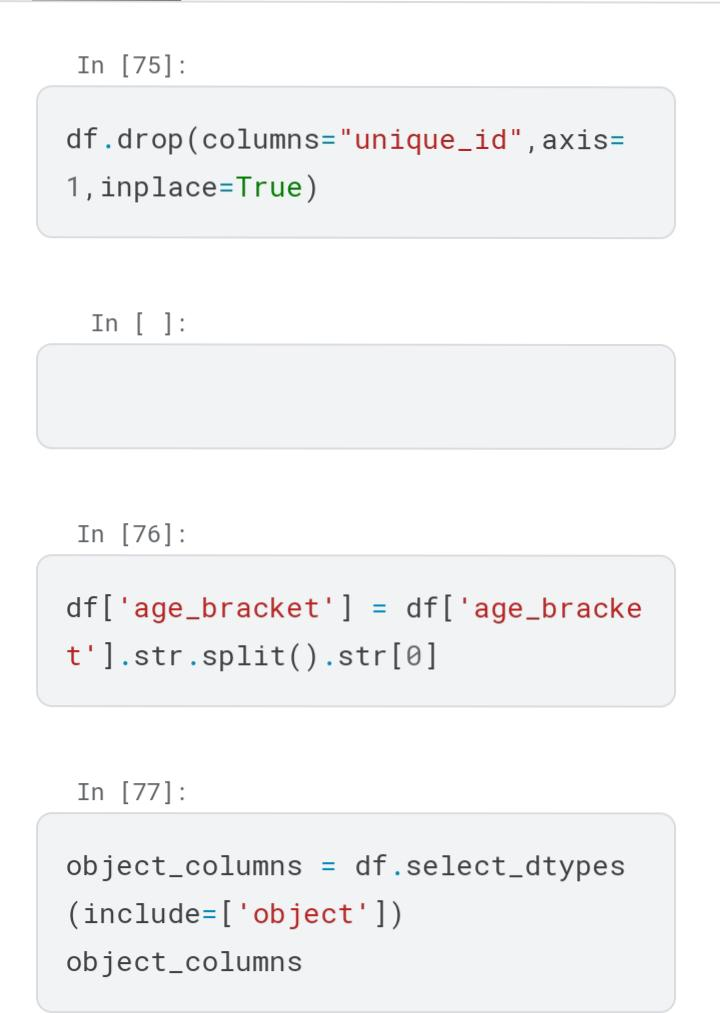 In [75]:
df.drop(columns="unique_id",axis=
1,inplace=True)
In [ ]:
In [76]:
df['age_bracket'] = df['age_bracke
t'].str.split().str[0]
In [77]:
object_columns = df.select_dtypes
(include=['object'])
object_columns